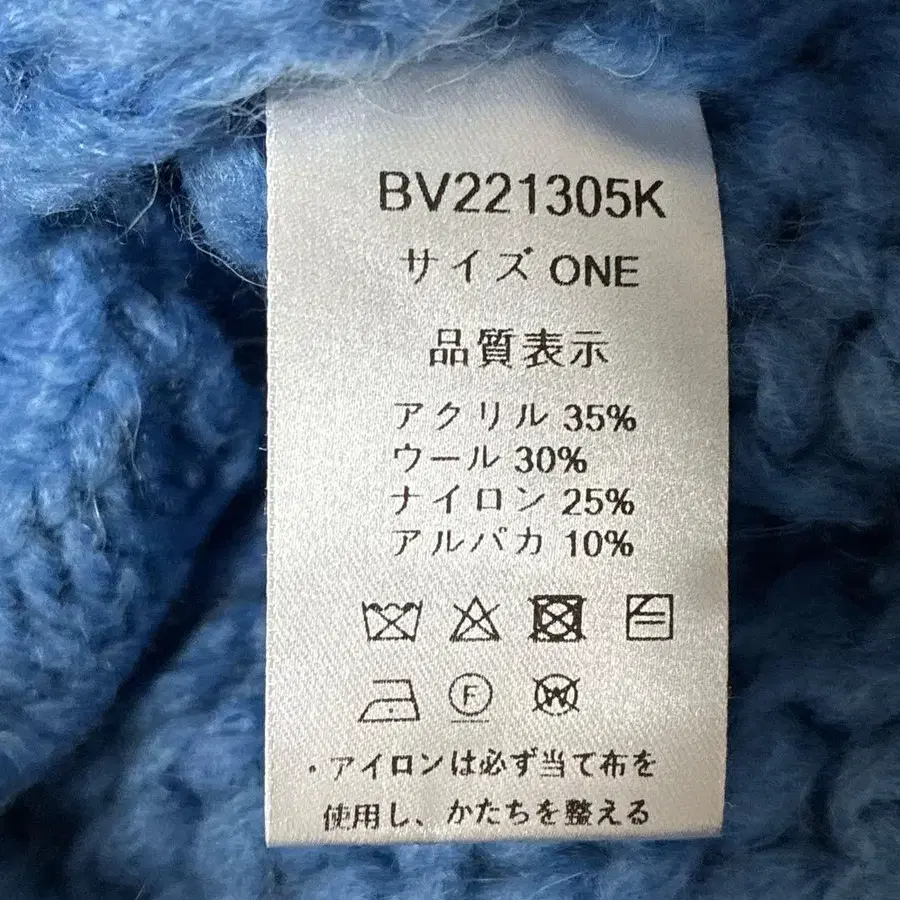 BV221305K
サイズ ONE
品質表示
アクリル 35%
ウール 30%
ナイロン 25%
アルパカ 10%
F
W
・アイロンは必ず当て布を
使用し、かたちを整える